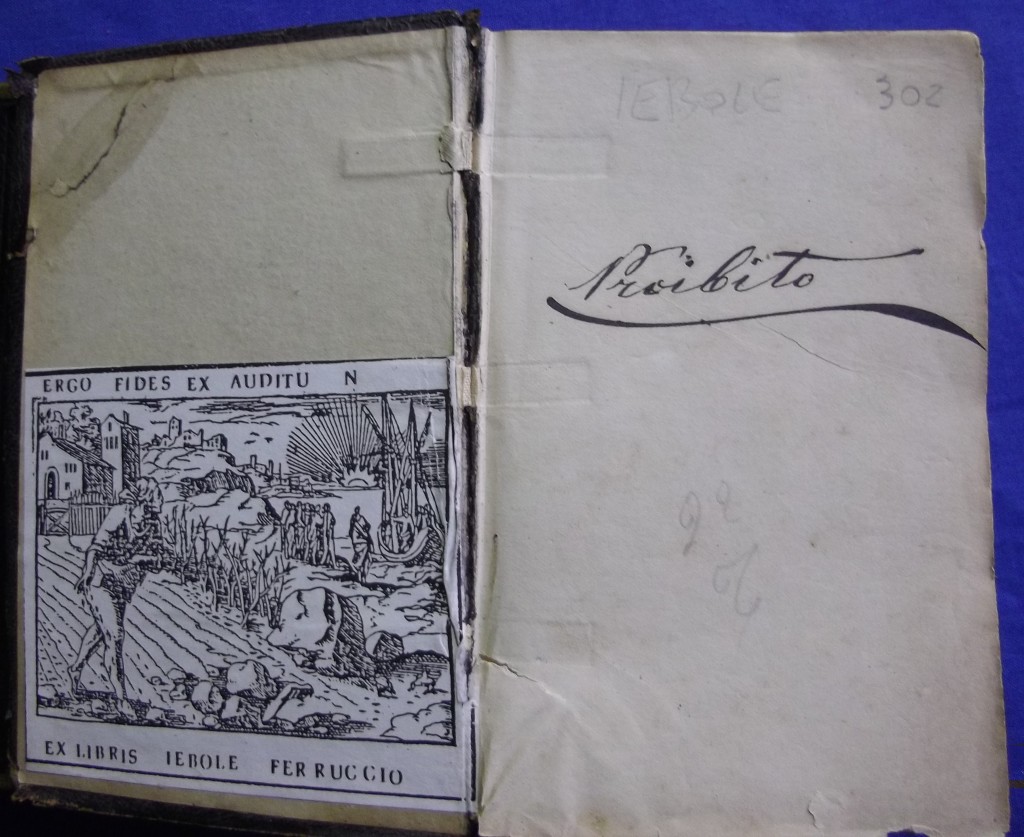 ERGO FIDES EX AUDITU N
EX LIBRIS IEBOLE FERRUCCIO
IEBOLE 302
Proibito